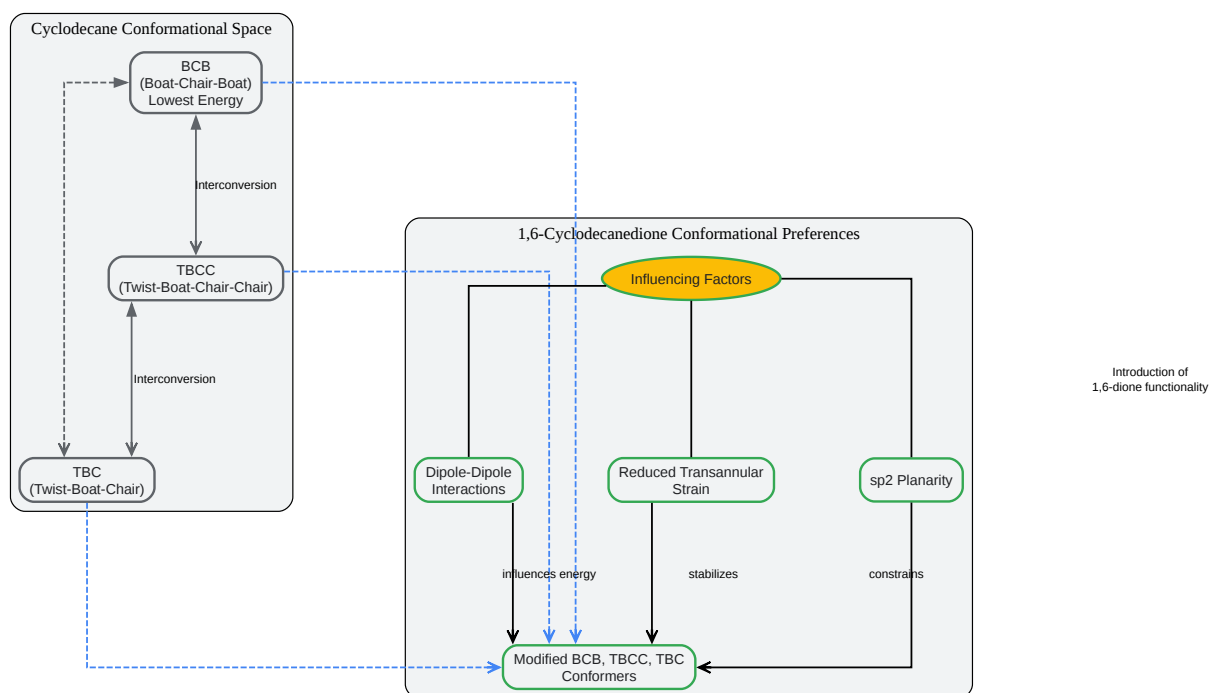 Cyclodecane Conformational Space
BCB
(Boat-Chair-Boat)
Lowest Energy
Interconversion
TBCC
(Twist-Boat-Chair-Chair)
Interconversion
TBC
(Twist-Boat-Chair)
1,6-Cyclodecanedione Conformational Preferences
Influencing Factors
Dipole-Dipole
Interactions
Reduced Transannular
Strain
sp2 Planarity
influences energy
stabilizes
constrains
Modified BCB, TBCC, TBC
Conformers
Introduction of
1,6-dione functionality